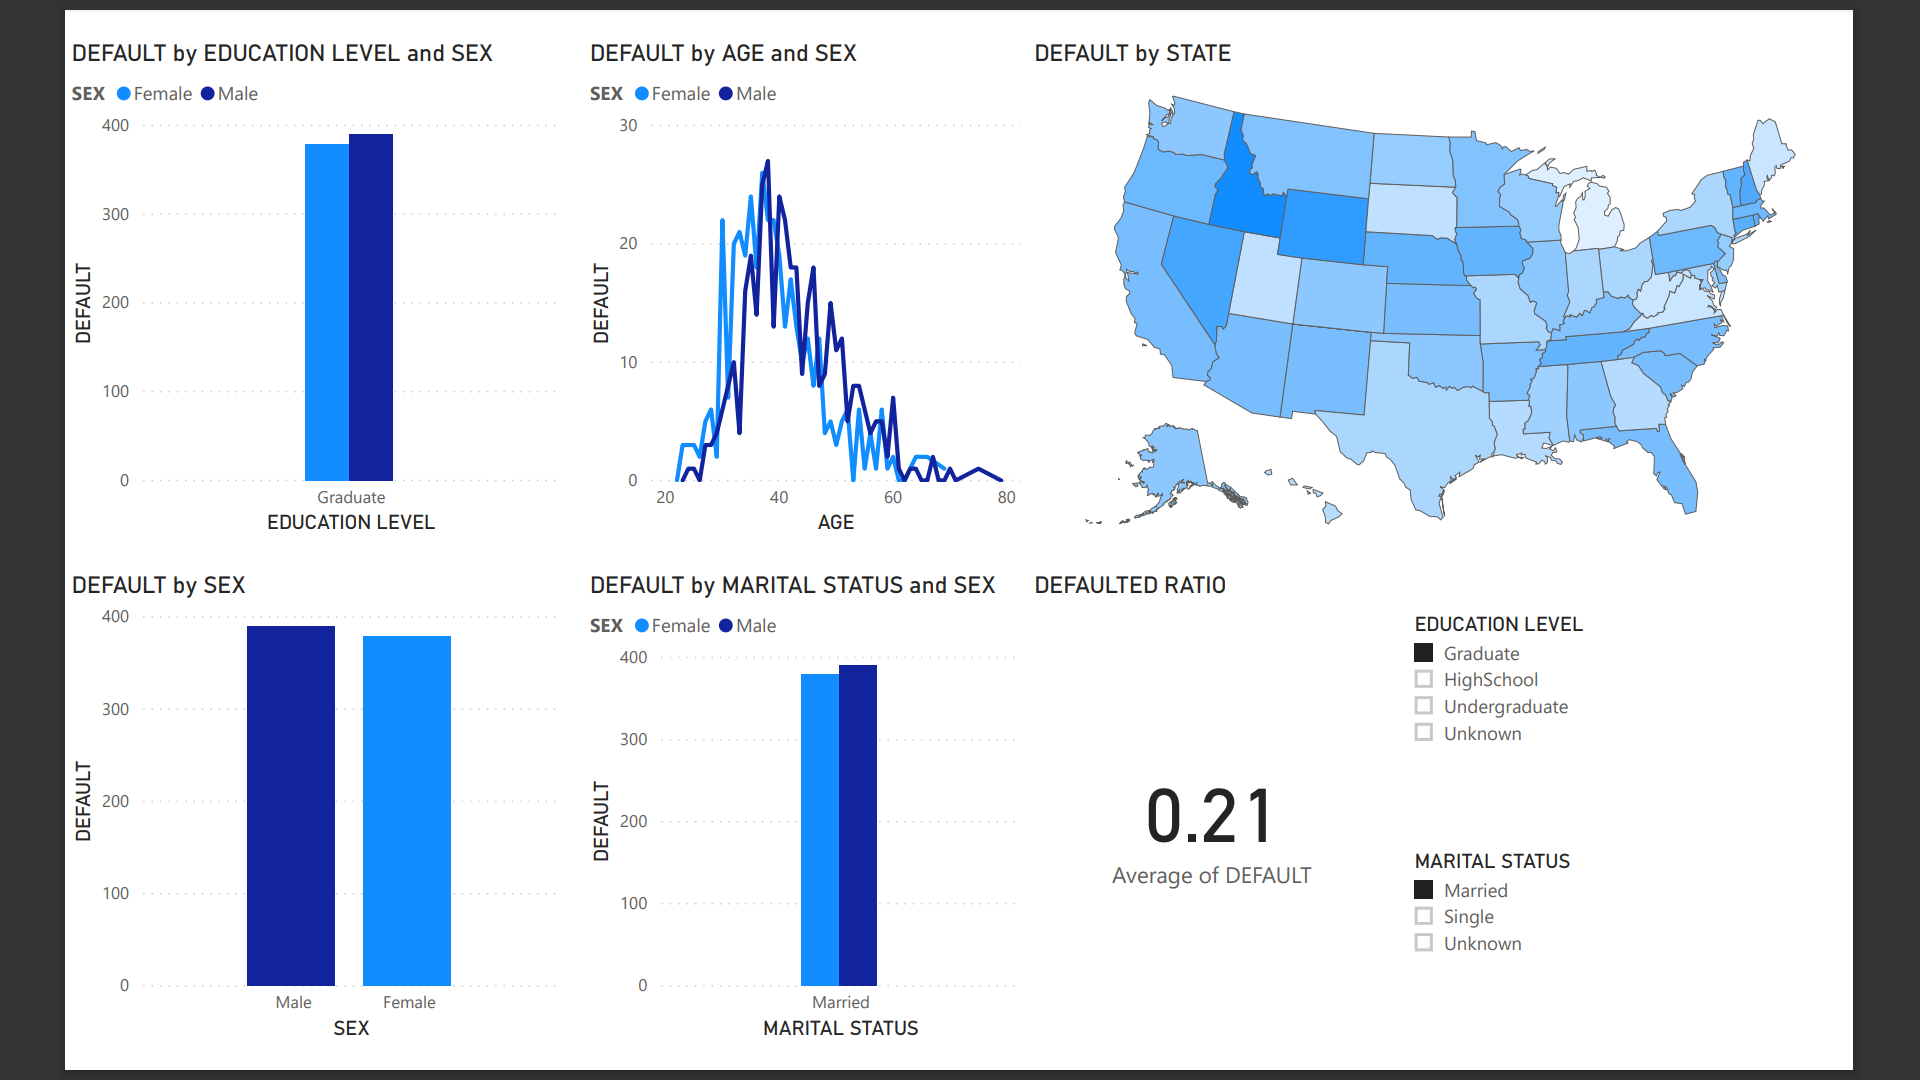 DEFAULT by EDUCATION LEVEL and SEX
SEX Female Male
400
300
200
100
0
DEFAULT
Graduate
EDUCATION LEVEL
DEFAULT by AGE and SEX
SEX Female Male
30
20
10
0
DEFAULT
20 40 60 80
AGE
DEFAULT by STATE
DEFAULT by SEX
400
300
200
100
0
DEFAULT
Male Female
SEX
DEFAULT by MARITAL STATUS and SEX
SEX Female Male
400
300
200
100
0
DEFAULT
Married
MARITAL STATUS
DEFAULTED RATIO
0.21
Average of DEFAULT
EDUCATION LEVEL
Graduate
HighSchool
Undergraduate
Unknown
MARITAL STATUS
Married
Single
Unknown